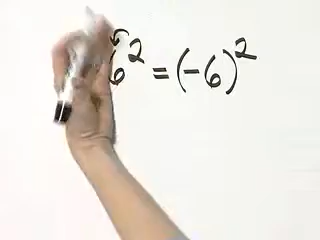 6² = (-6)²